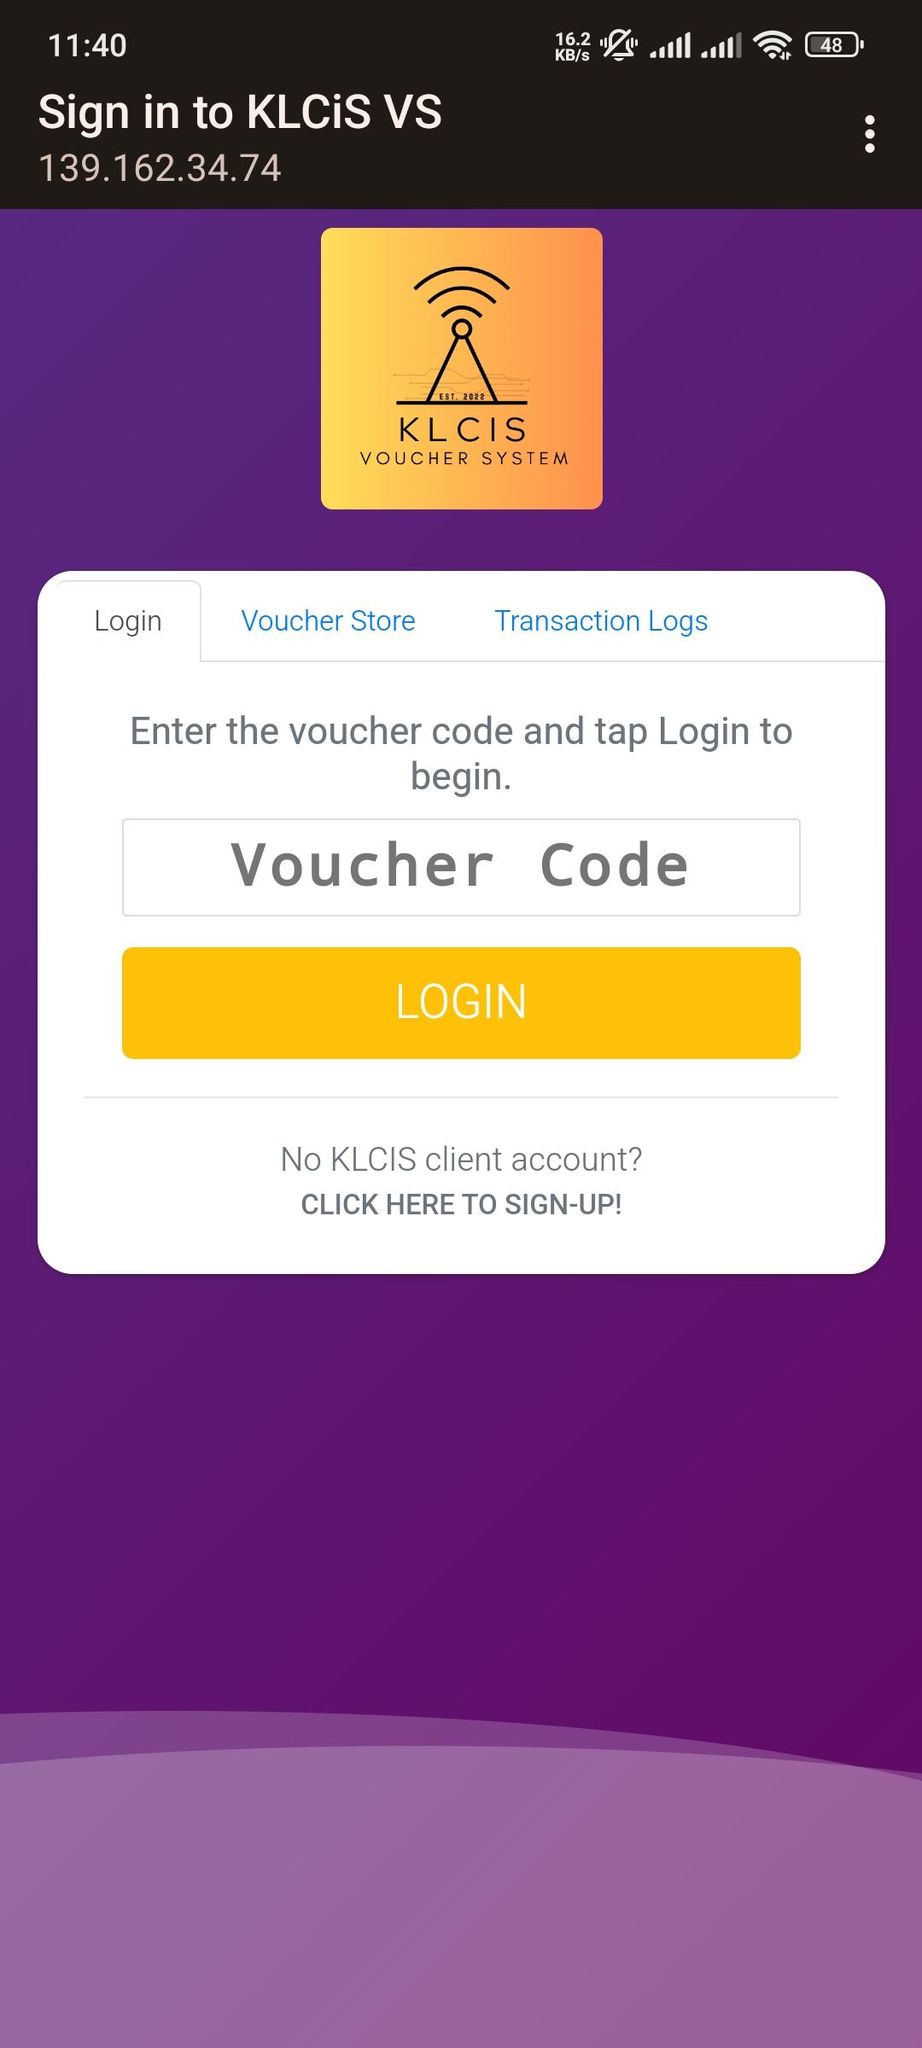 11:40
16.2
KB/s
48
Sign in to KLCiS VS
139.162.34.74
EST. 2022
KLCIS
VOUCHER SYSTEM
Login Voucher Store Transaction Logs
Enter the voucher code and tap Login to
begin.
Voucher Code
LOGIN
No KLCIS client account?
CLICK HERE TO SIGN-UP!